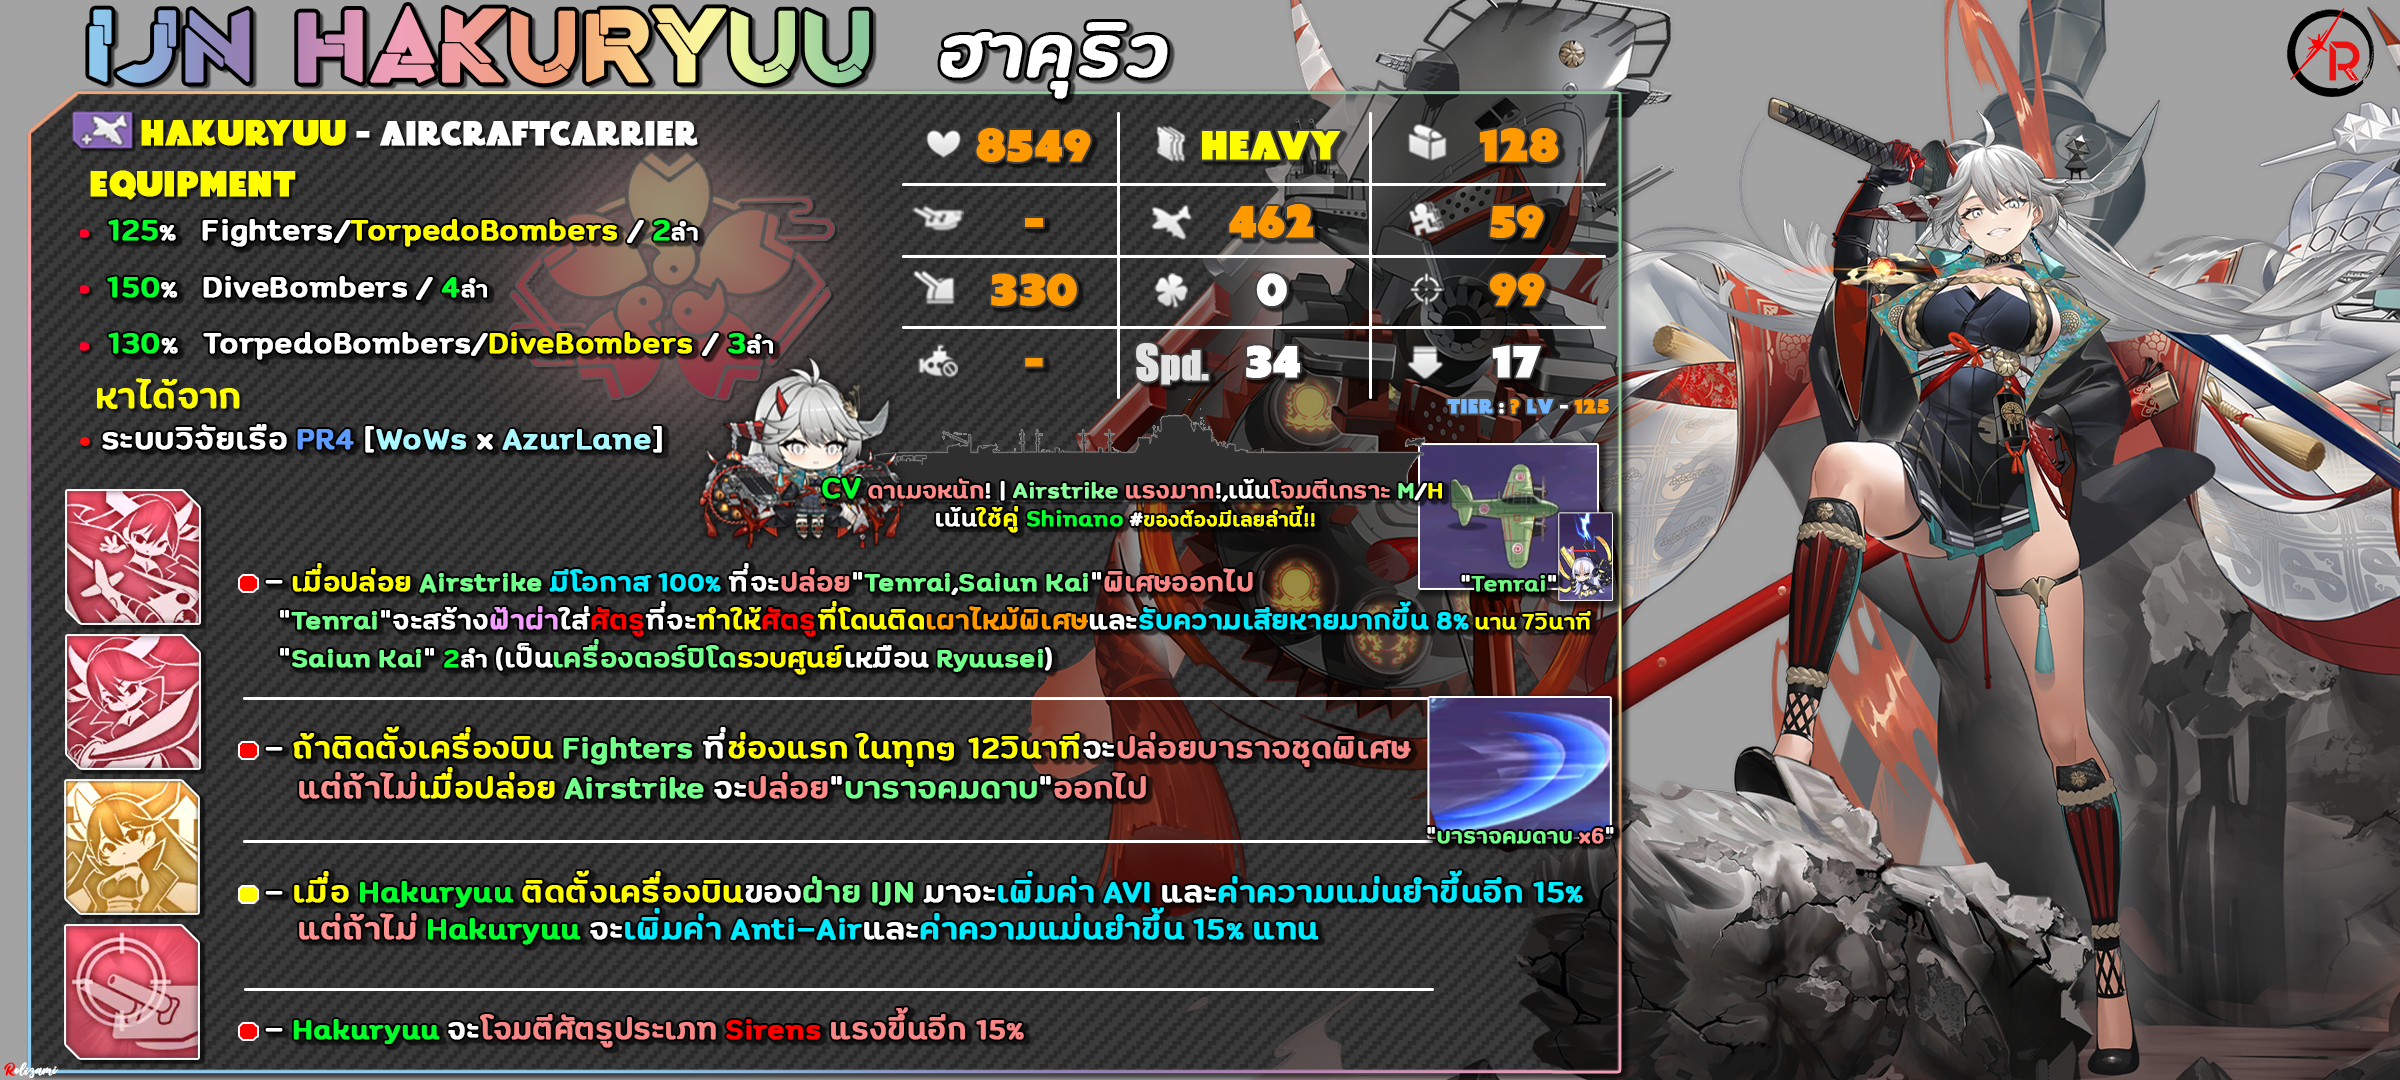 IJN HAKURYUU ฮาคุริว
HAKURYUU - AIRCRAFTCARRIER
EQUIPMENT
125% Fighters/TorpedoBombers / 2ลำ
150% DiveBombers / 4ลำ
130% TorpedoBombers/DiveBombers / 3ลำ
หาได้จาก
ระบบวิจัยเรือ PR4 [WoWs x AzurLane]
8549 HEAVY 128
- 462 59
330 0 99
- Spd. 34 17
TIER : ? LV - 125
CV ดาเมจหนัก! | Airstrike แรงมาก!,เน้นโจมตีเกราะ M/H
เน้นใช้คู่ Shinano #ของต้องมีเลยลำนี้!!
"Tenrai"
- เมื่อปล่อย Airstrike มีโอกาส 100% ที่จะปล่อย"Tenrai,Saiun Kai"พิเศษออกไป
"Tenrai"จะสร้างฟ้าผ่าใส่ศัตรูที่จะทำให้ศัตรูที่โดนติดเผาไหม้พิเศษและรับความเสียหายมากขึ้น 8% นาน 7วินาที
"Saiun Kai" 2ลำ (เป็นเครื่องตอร์ปิโดรวบศูนย์เหมือน Ryuusei)
- ถ้าติดตั้งเครื่องบิน Fighters ที่ช่องแรก ในทุกๆ 12วินาทีจะปล่อยบาราจชุดพิเศษ
แต่ถ้าไม่เมื่อปล่อย Airstrike จะปล่อย"บาราจคมดาบ"ออกไป
"บาราจคมดาบ x6"
- เมื่อ Hakuryuu ติดตั้งเครื่องบินของฝ่าย IJN มาจะเพิ่มค่า AVI และค่าความแม่นยำขึ้นอีก 15%
แต่ถ้าไม่ Hakuryuu จะเพิ่มค่า Anti-Airและค่าความแม่นยำขึ้น 15% แทน
- Hakuryuu จะโจมตีศัตรูประเภท Sirens แรงขึ้นอีก 15%
Relizami
R